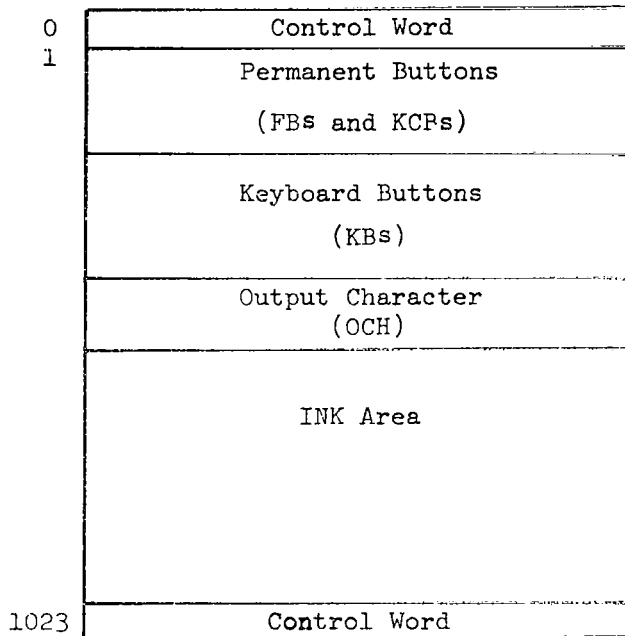 0 Control Word
1 Permanent Buttons
(FBs and KCPs)
Keyboard Buttons
(KBs)
Output Character
(OCH)
INK Area
1023 Control Word